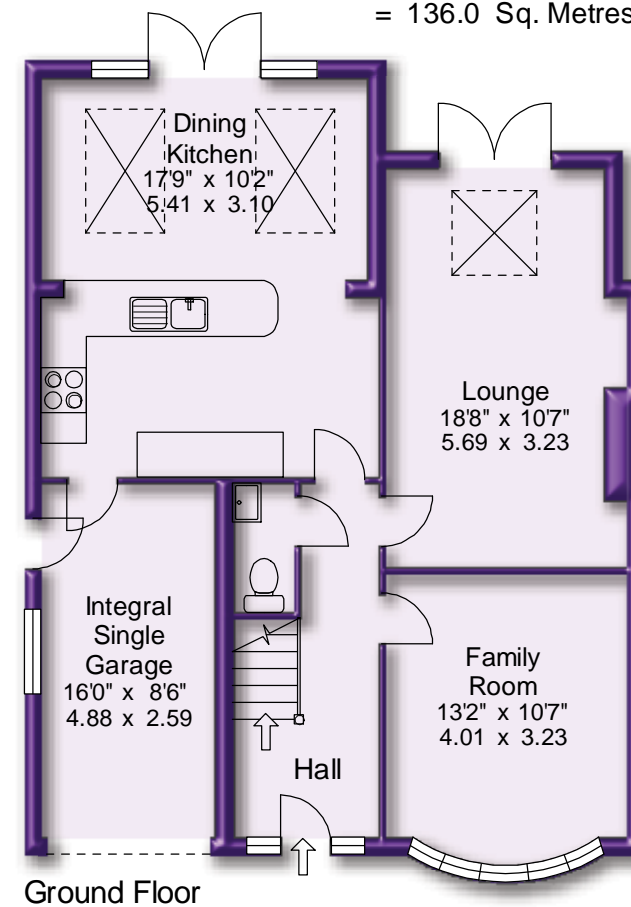 = 136.0 Sq. Metres
Dining
Kitchen
17'9" x 10'2"
5.41 x 3.10
Lounge
18'8" x 10'7"
5.69 x 3.23
Integral
Single
Garage
16'0" x 8'6"
4.88 x 2.59
Family
Room
13'2" x 10'7"
4.01 x 3.23
Hall
Ground Floor